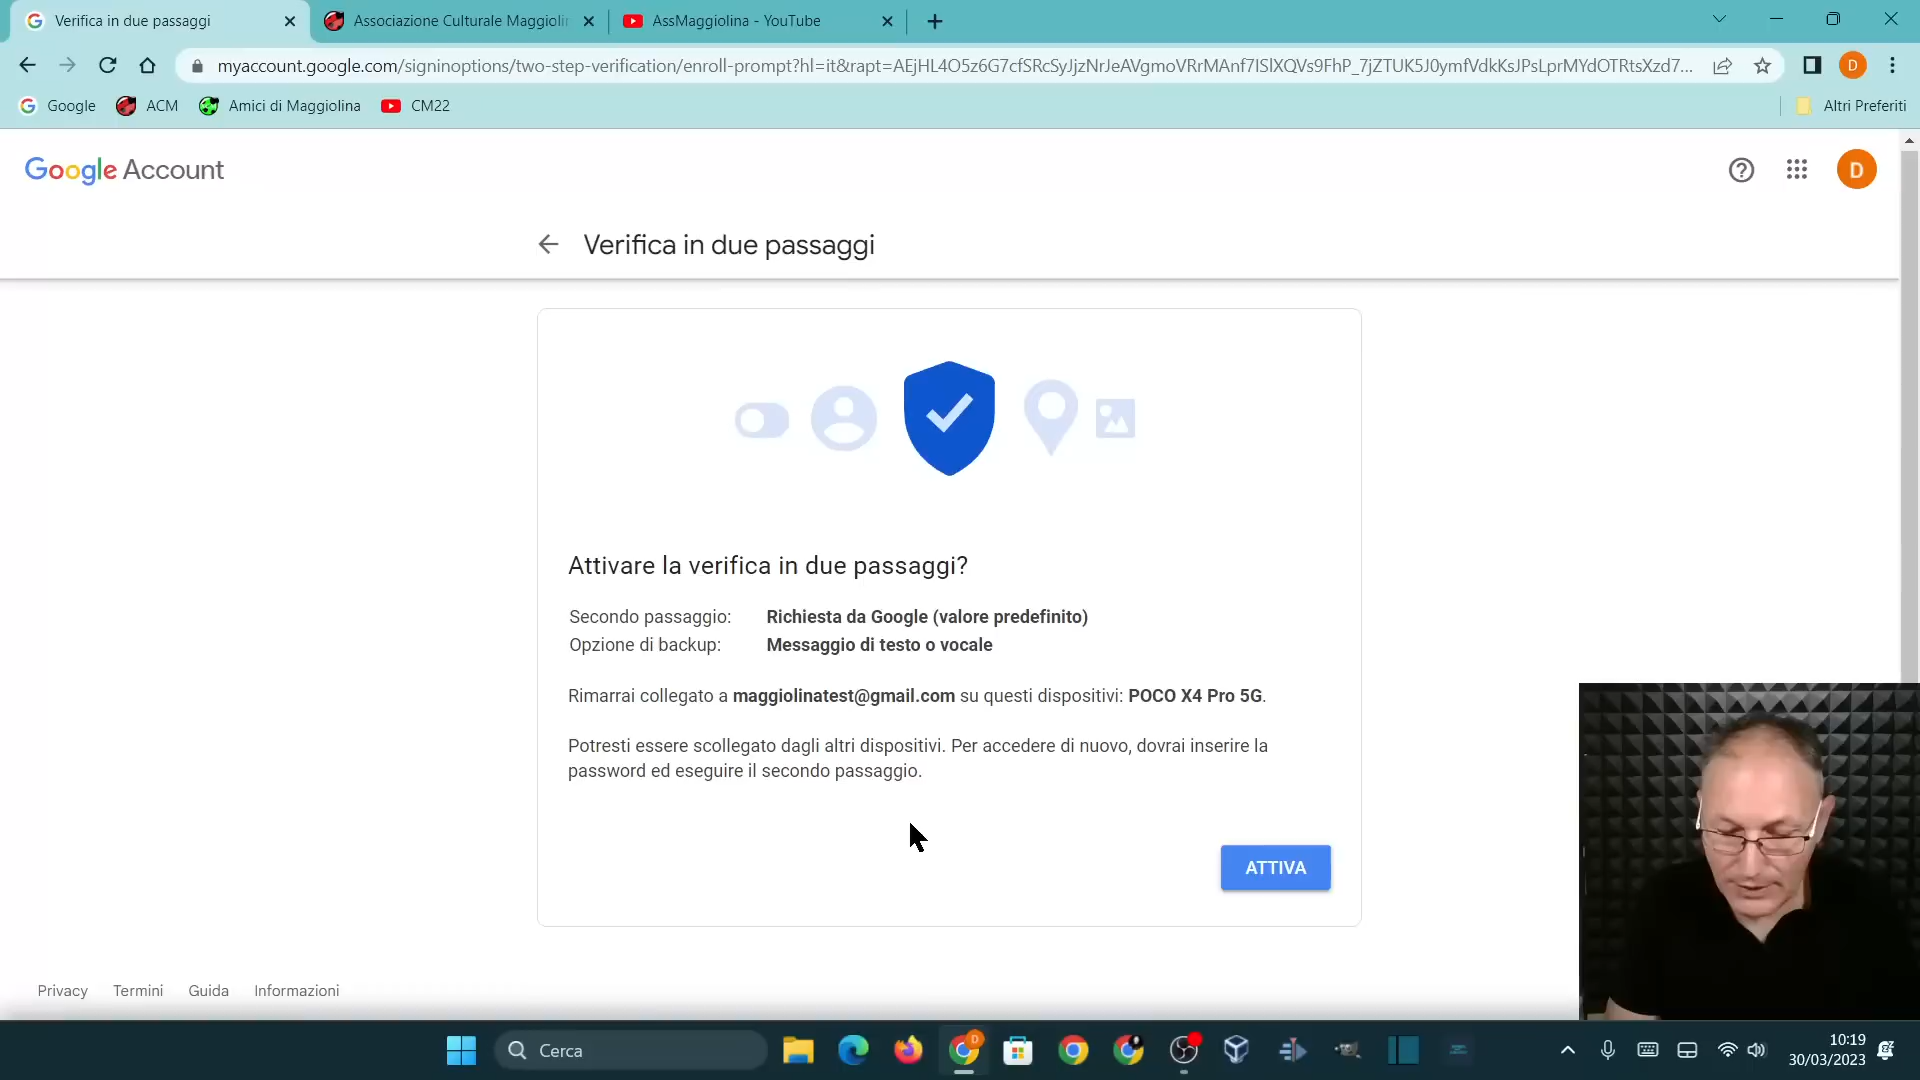 Verifica in due passaggi
Associazione Culturale Maggiolin
AssMaggiolina - YouTube
myaccount.google.com/signinoptions/two-step-verification/enroll-prompt?hl=it&rapt=AEjHL4O5z6G7cfSRcSyJjzNrJeAVgmoVRrMAnf7ISlXQVs9FhP_7jZTUK5J0ymfVdkKsJPsLprMYdOTRtsXzd7...
D
Google
ACM
Amici di Maggiolina
CM22
Altri Preferiti
Google Account
D
Verifica in due passaggi
Attivare la verifica in due passaggi?
Secondo passaggio: Richiesta da Google (valore predefinito)
Opzione di backup: Messaggio di testo o vocale
Rimarrai collegato a maggiolinatest@gmail.com su questi dispositivi: POCO X4 Pro 5G.
Potresti essere scollegato dagli altri dispositivi. Per accedere di nuovo, dovrai inserire la
password ed eseguire il secondo passaggio.
ATTIVA
Privacy Termini Guida Informazioni
Cerca
D
10:19
30/03/2023